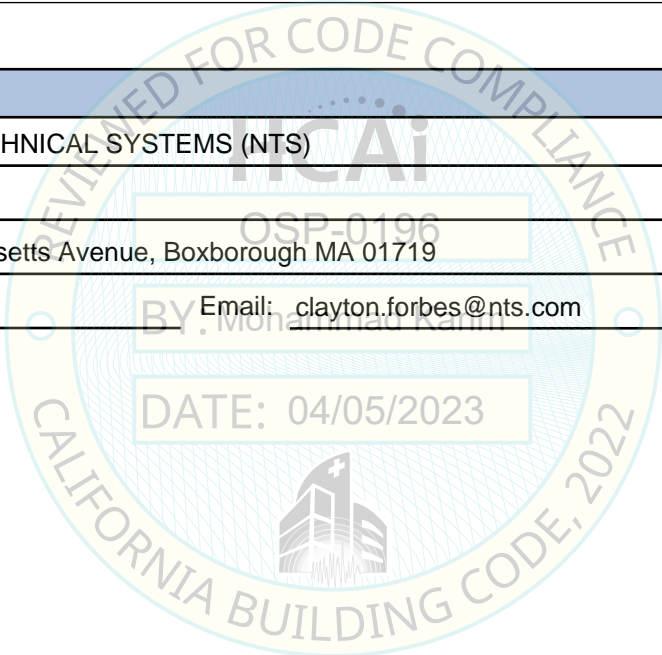 REVIEWED FOR CODE COMPLIANCE
HCAi
HNICAL SYSTEMS (NTS)
OSP-0196
setts Avenue, Boxborough MA 01719
Email: clayton.forbes@nts.com
BY: Mohammad Karim
DATE: 04/05/2023
CALIFORNIA BUILDING CODE, 2022